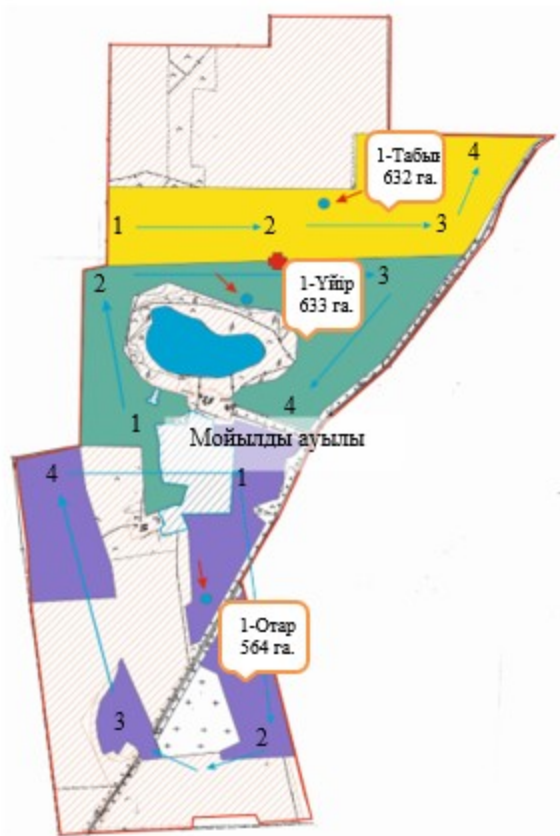 1-Табын
632 га.
4
1
2
3
2
1-Үйір
633 га.
3
4
1
Мойылды ауылы
4
1
1-Отар
564 га.
3
2